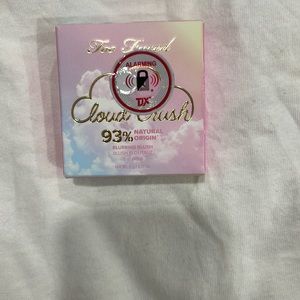 Too Faced
ALARMING
TJX
Cloud Crush
93% NATURAL
ORIGIN
BLURRING BLUSH